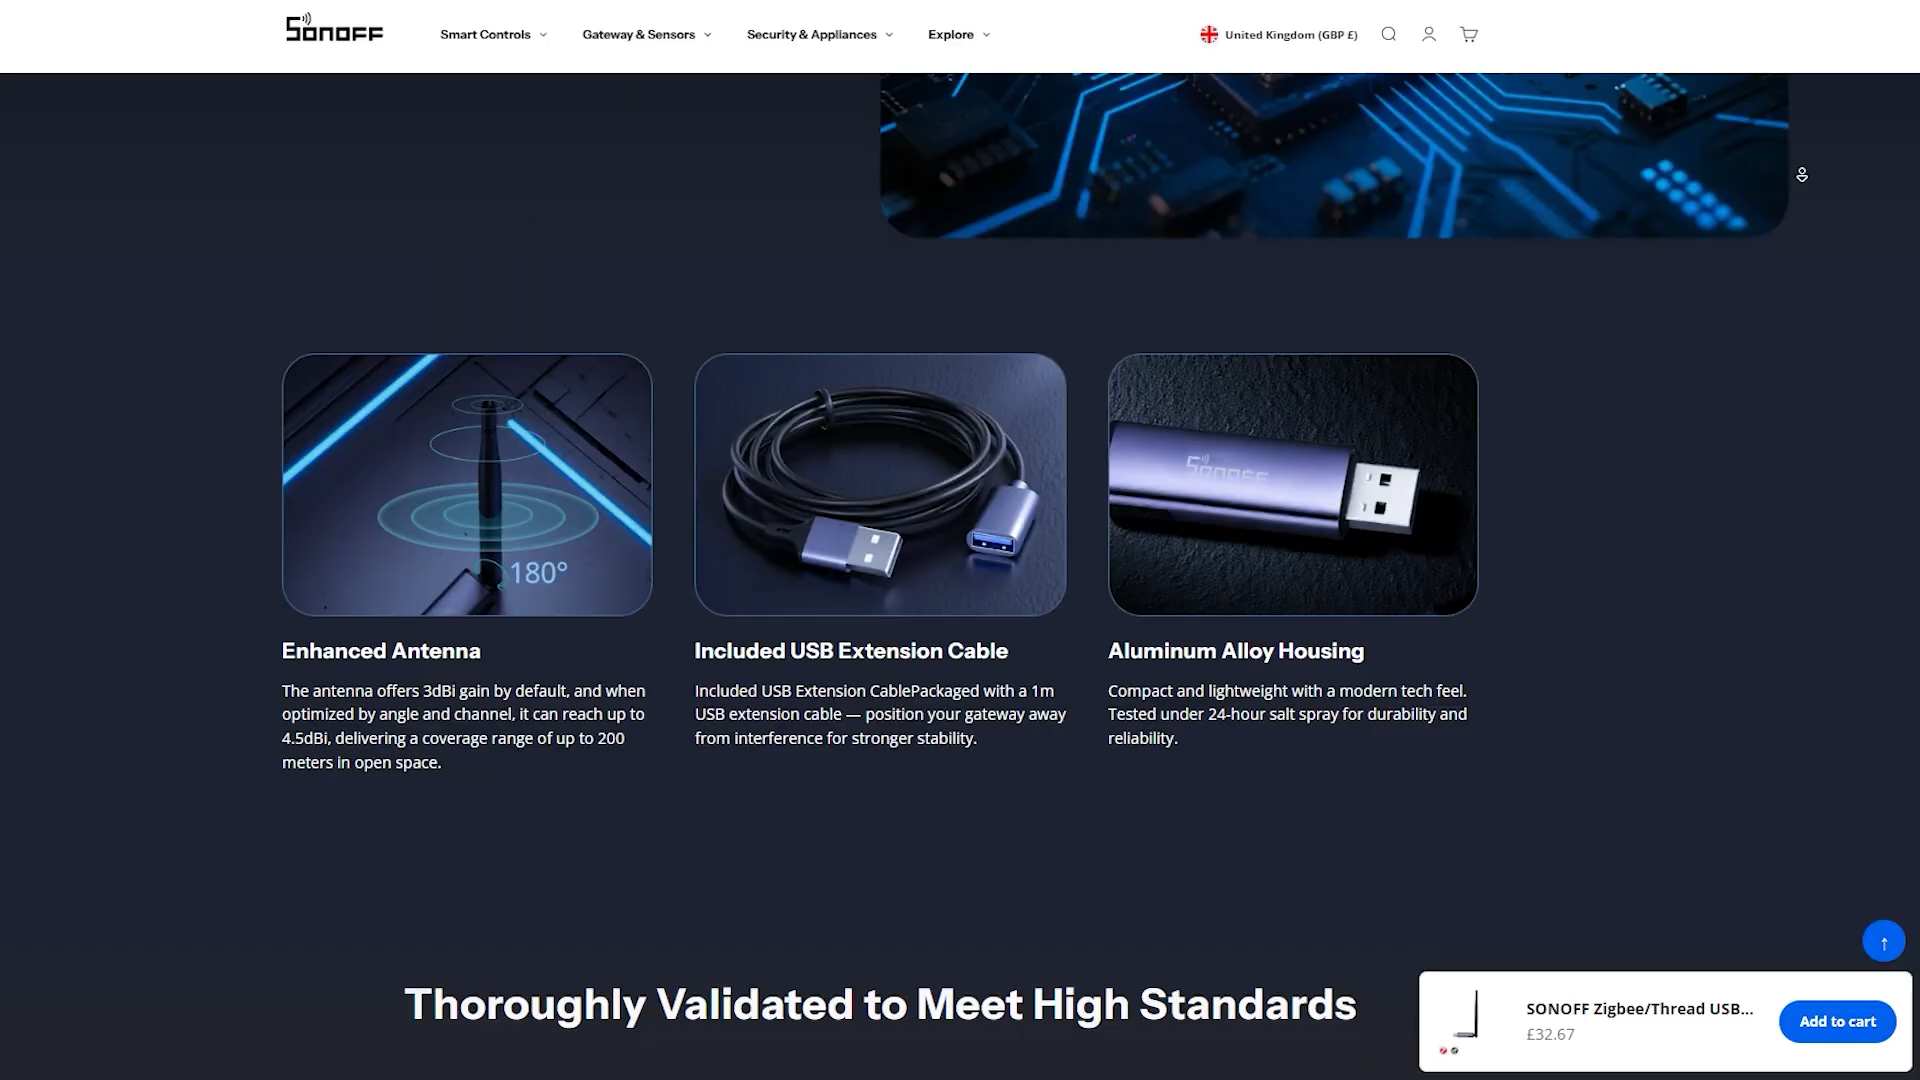 SONOFF
Smart Controls
Gateway & Sensors
Security & Appliances
Explore
United Kingdom (GBP £)
180°
SONOFF
Enhanced Antenna
Included USB Extension Cable
Aluminum Alloy Housing
The antenna offers 3dBi gain by default, and when
optimized by angle and channel, it can reach up to
4.5dBi, delivering a coverage range of up to 200
meters in open space.
Included USB Extension CablePackaged with a 1m
USB extension cable — position your gateway away
from interference for stronger stability.
Compact and lightweight with a modern tech feel.
Tested under 24-hour salt spray for durability and
reliability.
Thoroughly Validated to Meet High Standards
SONOFF Zigbee/Thread USB...
£32.67
Add to cart